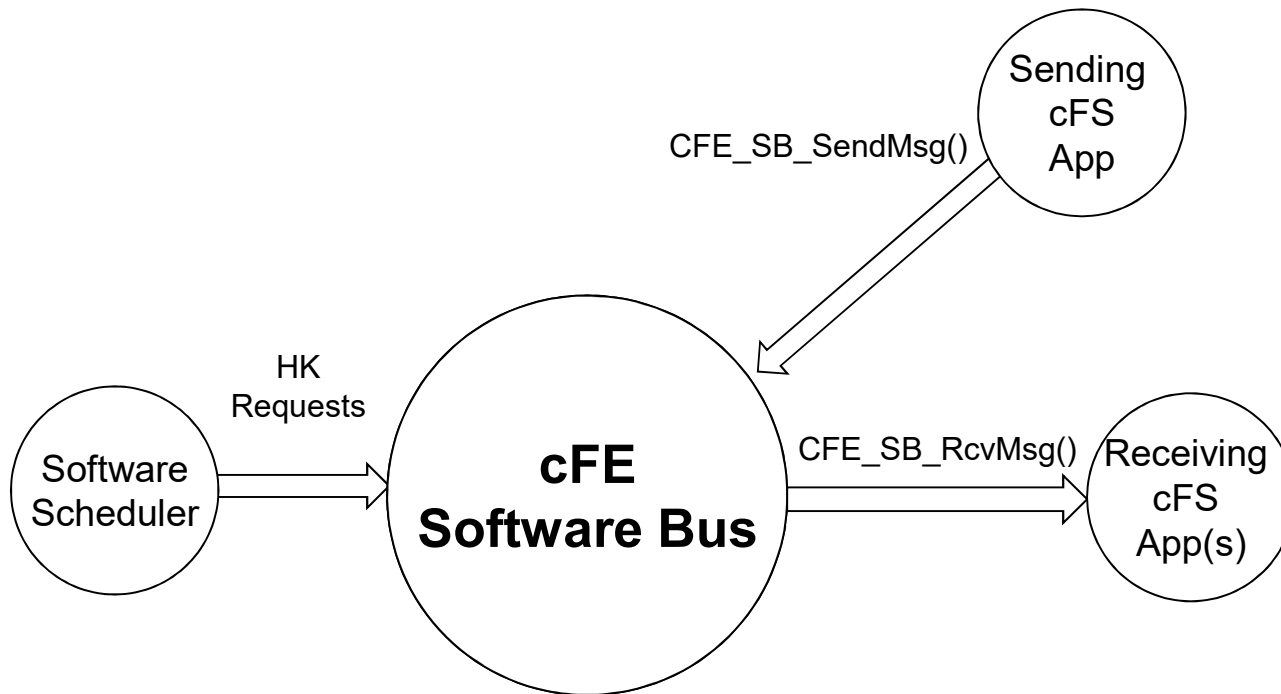 Sending
cFS
App
CFE_SB_SendMsg()
HK
Requests
Software
Scheduler
cFE
Software Bus
CFE_SB_RcvMsg()
Receiving
cFS
App(s)